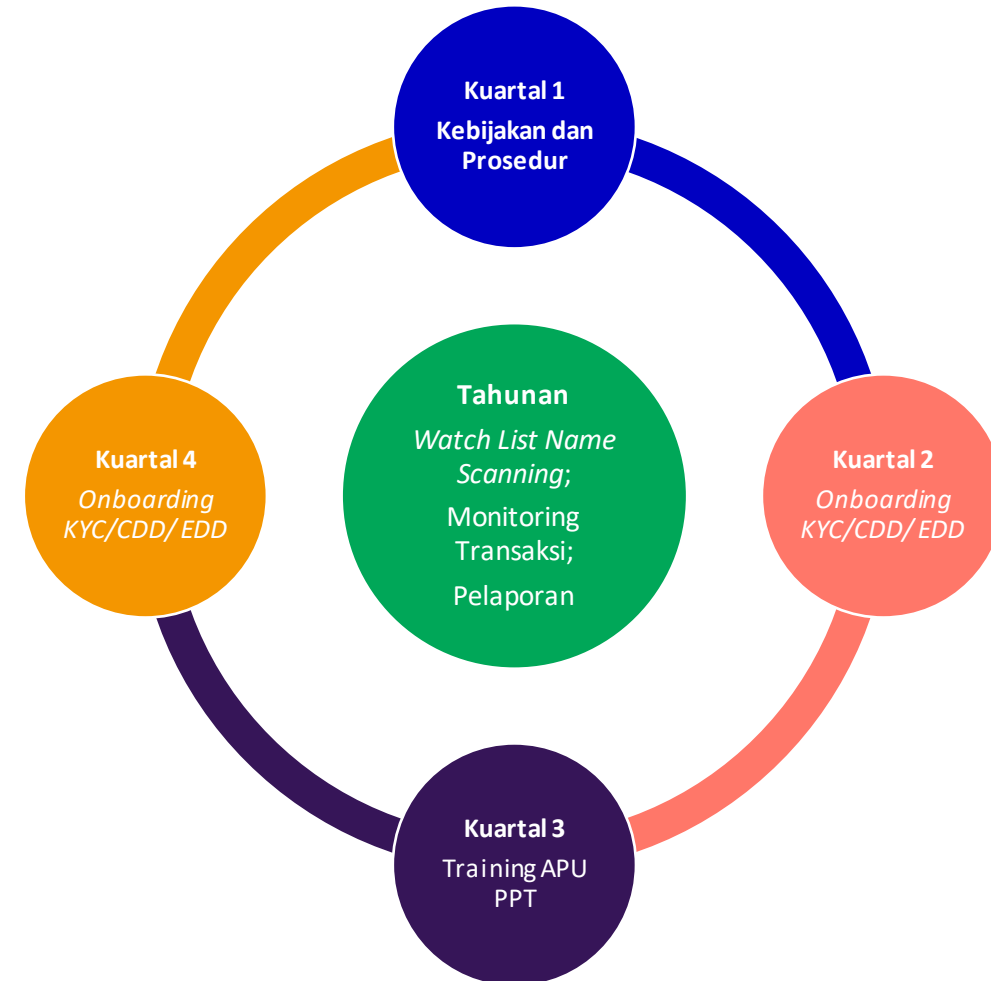 Kuartal 1
Kebijakan dan
Prosedur
Tahunan
Watch List Name
Scanning;
Monitoring
Transaksi;
Pelaporan
Kuartal 4
Onboarding
KYC/CDD/ EDD
Kuartal 2
Onboarding
KYC/CDD/ EDD
Kuartal 3
Training APU
PPT